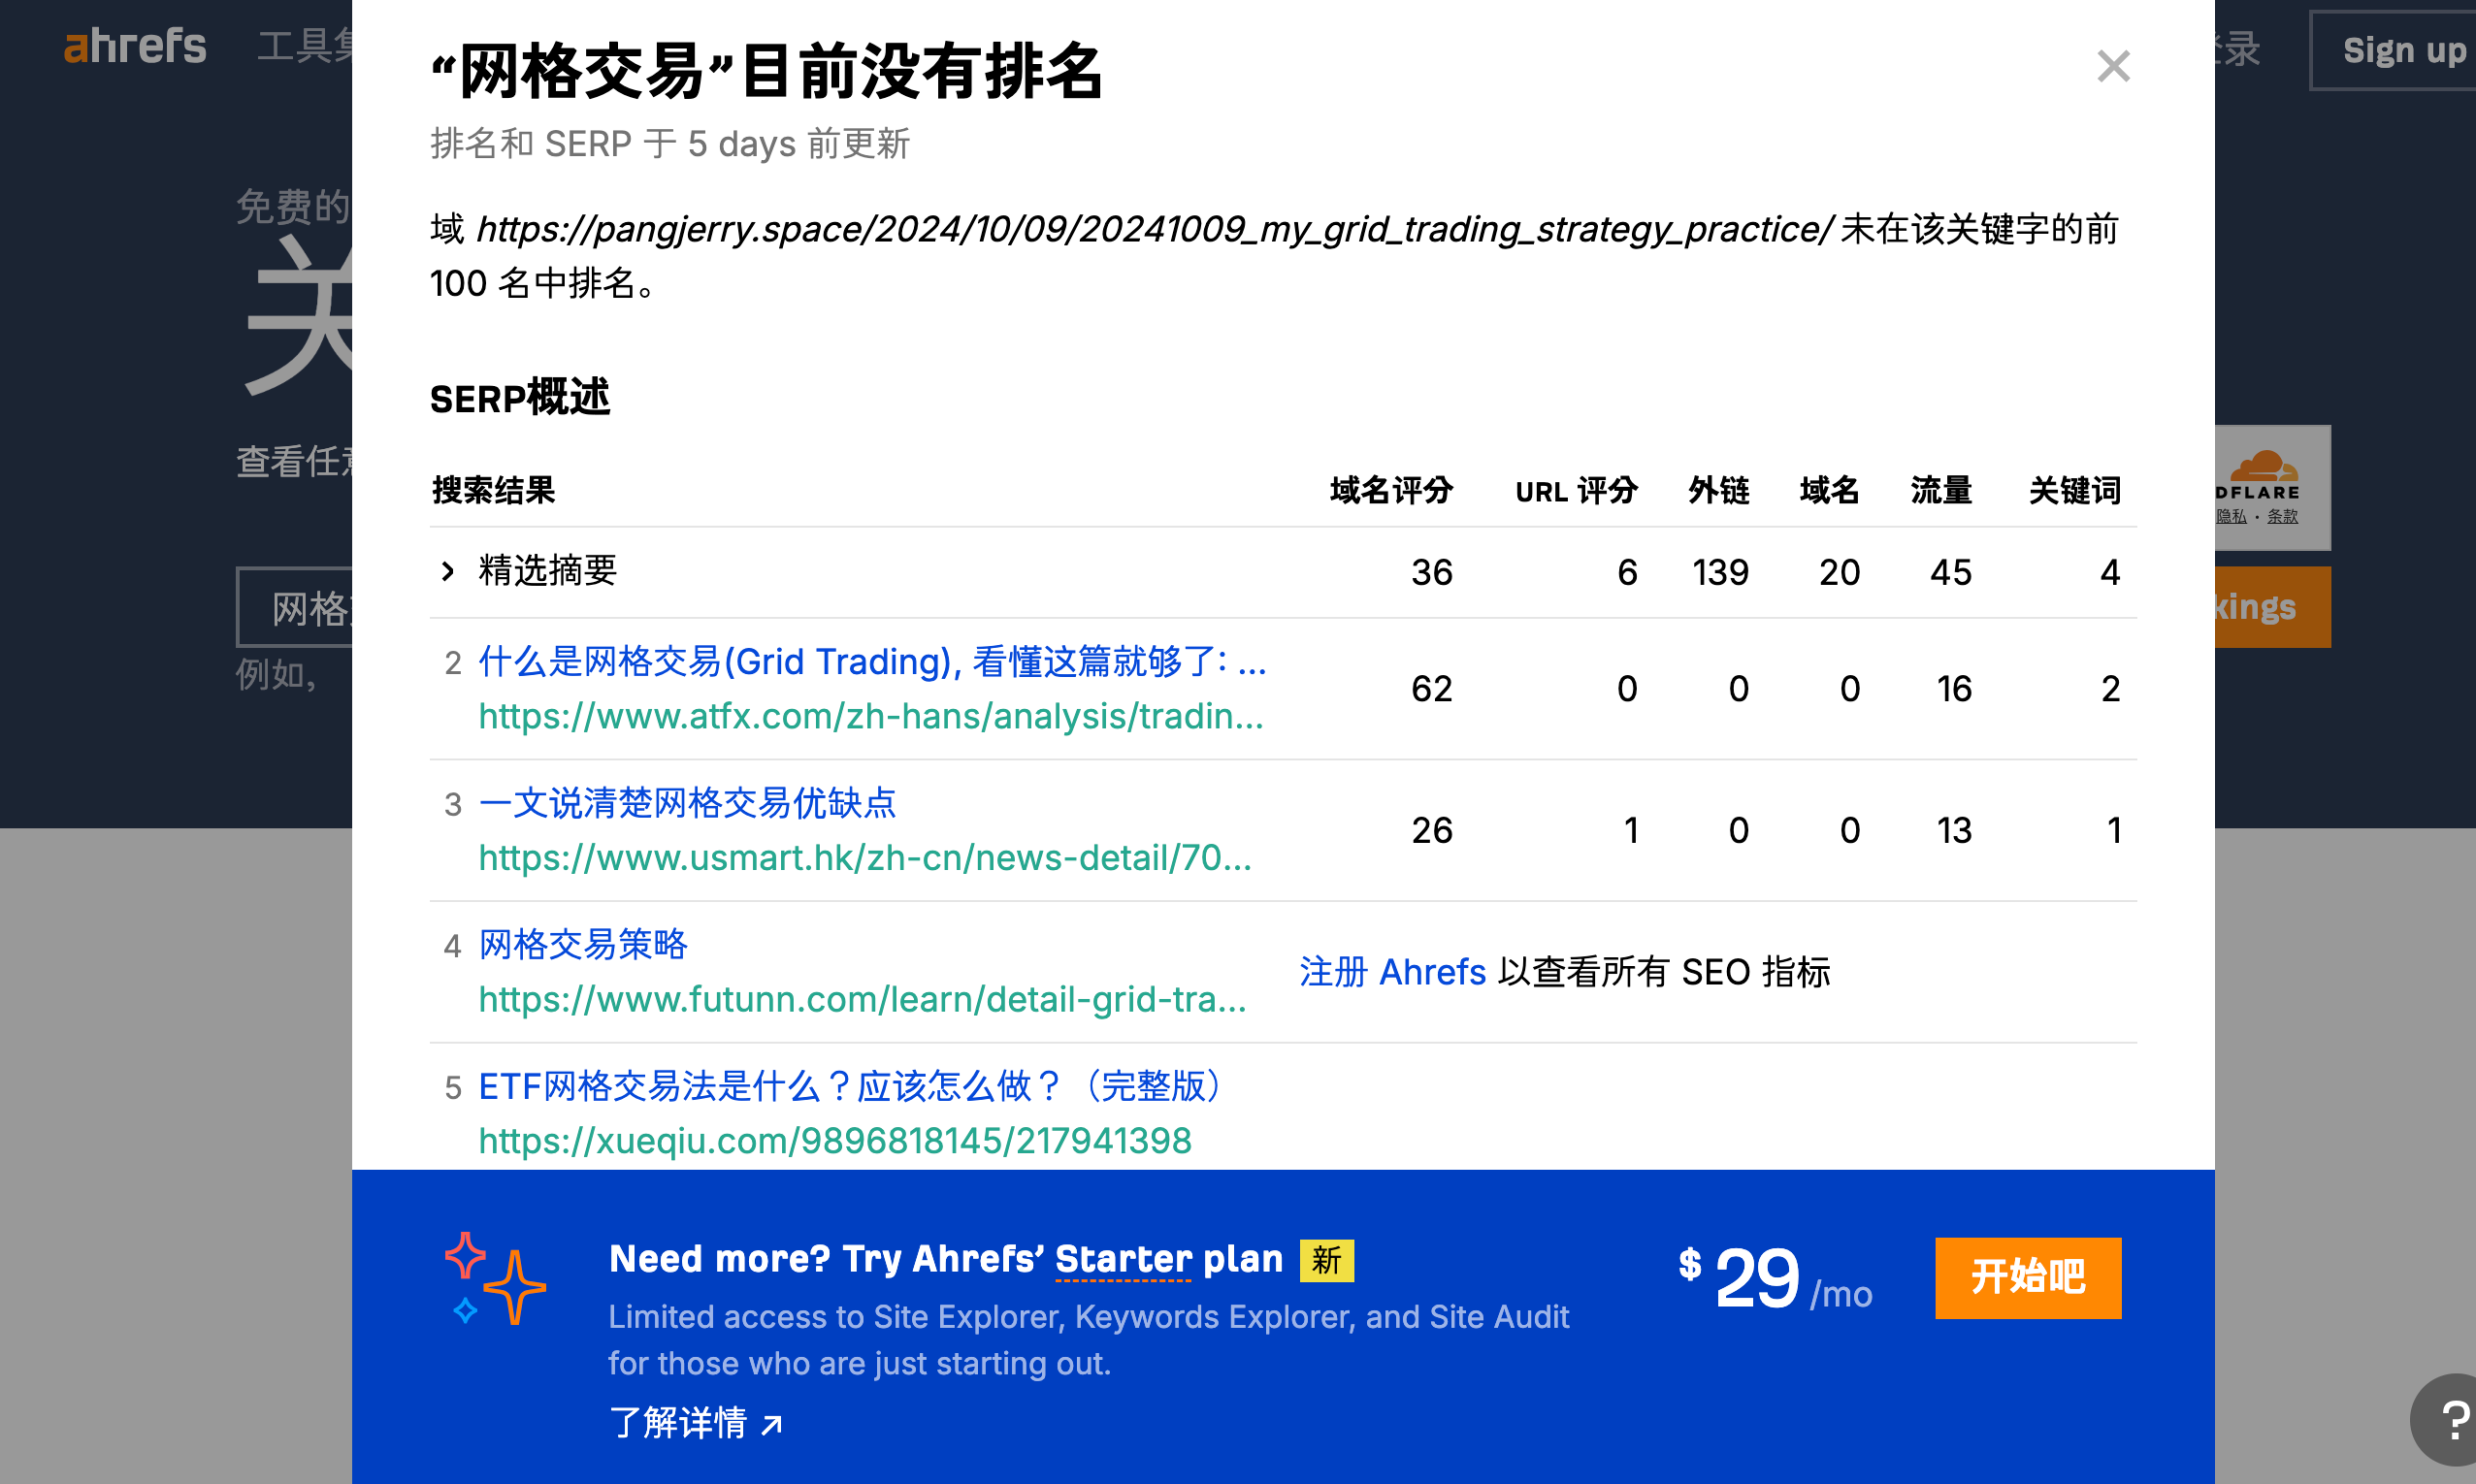 ahrefs 工具集 登录 Sign up
免费的
关
查看任意
网格交
例如，
“网格交易”目前没有排名
排名和 SERP 于 5 days 前更新
域 https://pangjerry.space/2024/10/09/20241009_my_grid_trading_strategy_practice/ 未在该关键字的前
100 名中排名。
SERP概述
搜索结果 域名评分 URL 评分 外链 域名 流量 关键词
精选摘要 36 6 139 20 45 4
2 什么是网格交易(Grid Trading), 看懂这篇就够了: ...
https://www.atfx.com/zh-hans/analysis/tradin...
62 0 0 0 16 2
3 一文说清楚网格交易优缺点
https://www.usmart.hk/zh-cn/news-detail/70...
26 1 0 0 13 1
4 网格交易策略
https://www.futunn.com/learn/detail-grid-tra...
注册 Ahrefs 以查看所有 SEO 指标
5 ETF网格交易法是什么？应该怎么做？（完整版）
https://xueqiu.com/9896818145/217941398
DFLARE
隐私 · 条款
kings
Need more? Try Ahrefs’ Starter plan 新
Limited access to Site Explorer, Keywords Explorer, and Site Audit
for those who are just starting out.
了解详情
$ 29 /mo
开始吧
?